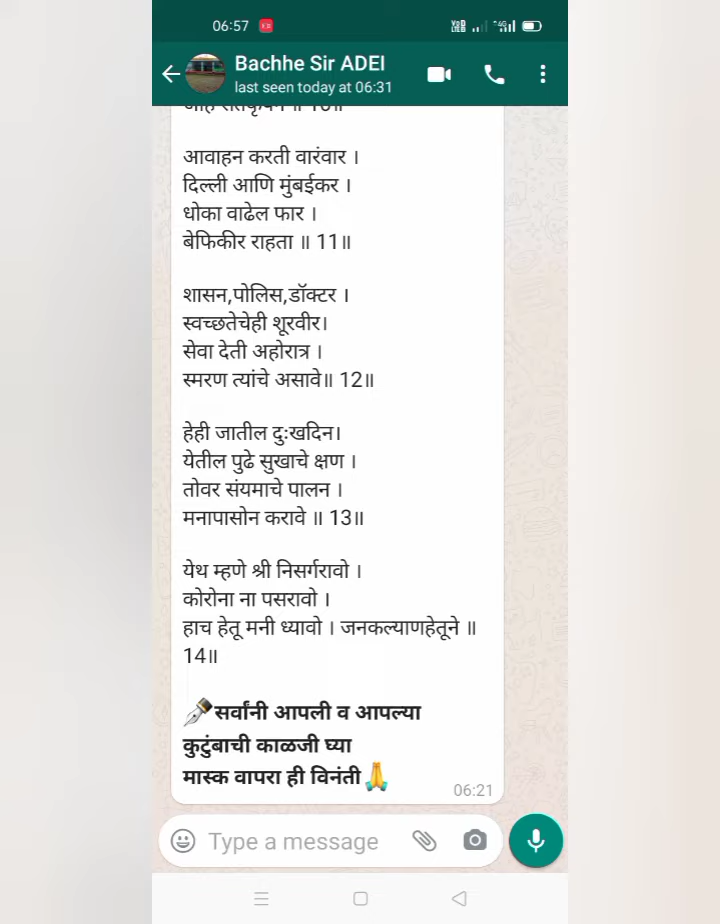 06:57
Bachhe Sir ADEI
last seen today at 06:31
आवाहन करती वारंवार ।
दिल्ली आणि मुंबईकर ।
धोका वाढेल फार ।
बेफिकीर राहता ॥ 11॥
शासन,पोलिस,डॉक्टर ।
स्वच्छतेचेही शूरवीर।
सेवा देती अहोरात्र ।
स्मरण त्यांचे असावे॥ 12॥
हेही जातील दुःखदिन।
येतील पुढे सुखाचे क्षण ।
तोवर संयमाचे पालन ।
मनापासोन करावे ॥ 13॥
येथ म्हणे श्री निसर्गरावो ।
कोरोना ना पसरावो ।
हाच हेतू मनी ध्यावो । जनकल्याणहेतूने ॥
14॥
सर्वांनी आपली व आपल्या
कुटुंबाची काळजी घ्या
मास्क वापरा ही विनंती🙏
06:21
Type a message